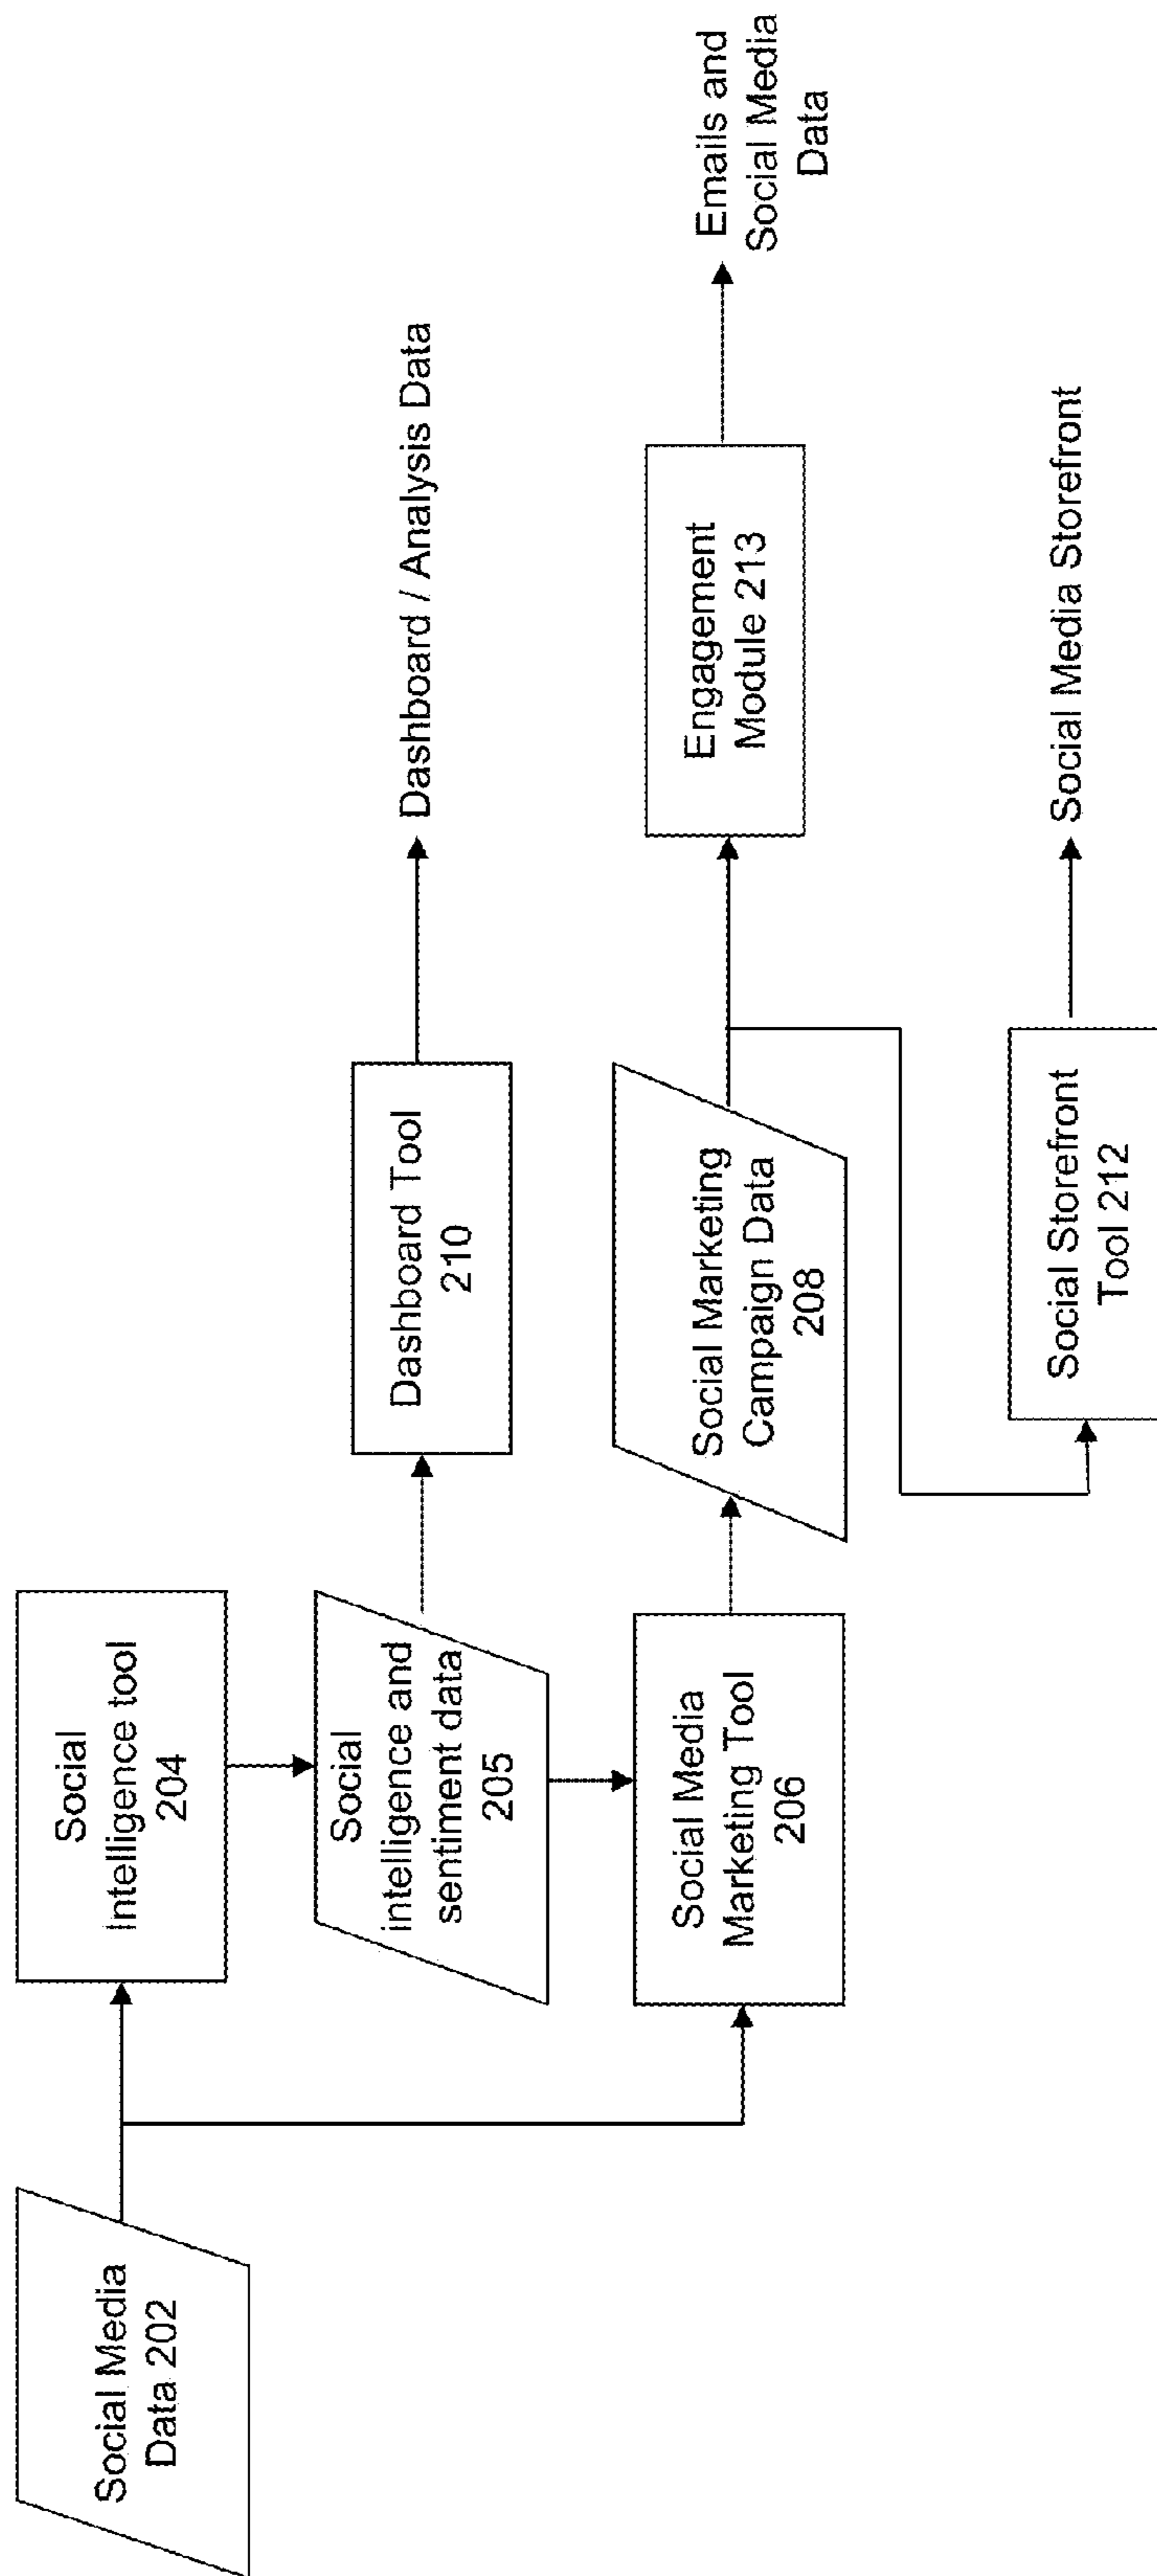 Social Media
Data 202
Social
Intelligence tool
204
Social
intelligence and
sentiment data
205
Social Media
Marketing Tool
206
Dashboard Tool
210
Dashboard / Analysis Data
Social Marketing
Campaign Data
208
Engagement
Module 213
Emails and
Social Media
Data
Social Storefront
Tool 212
Social Media Storefront